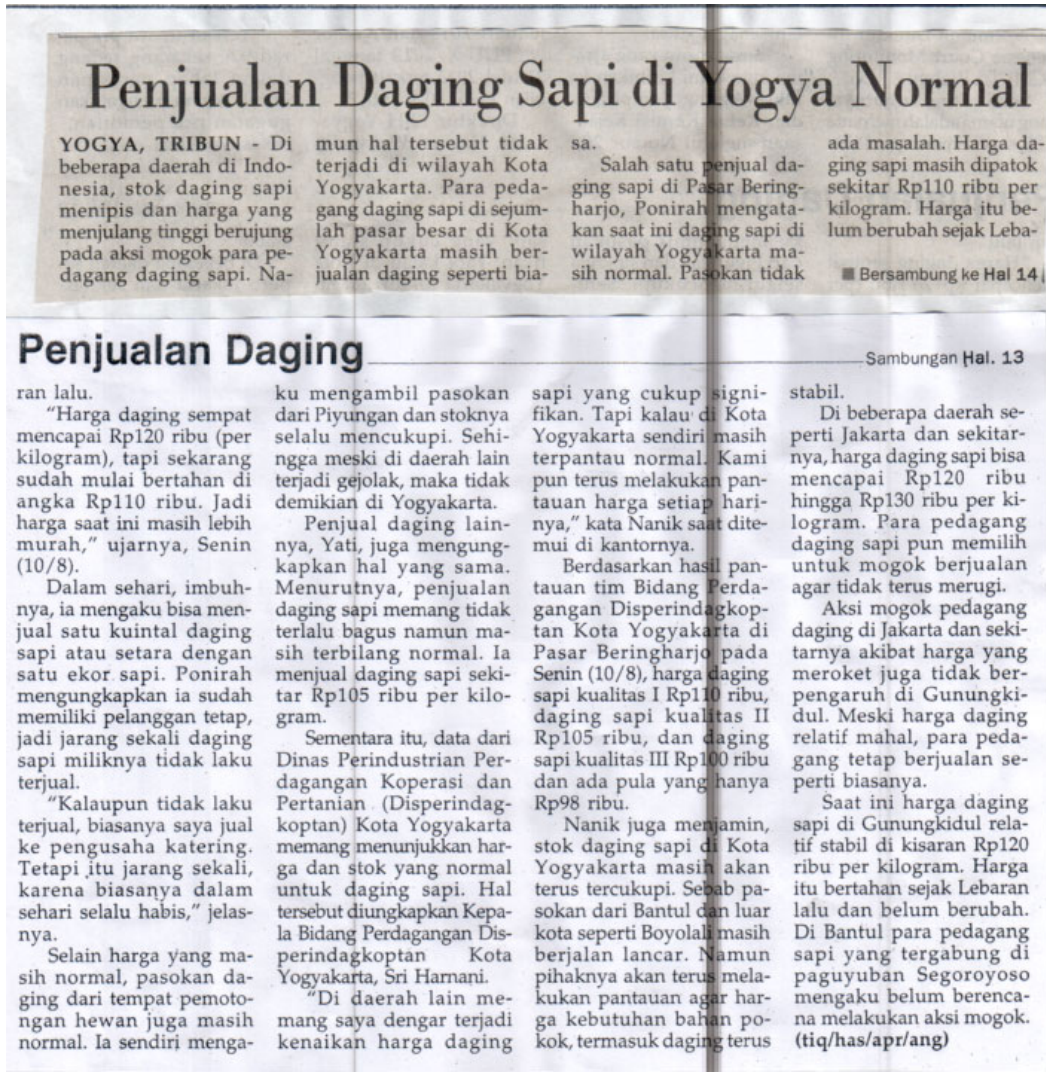 Penjualan Daging Sapi di Yogya Normal
YOGYA, TRIBUN - Di
beberapa daerah di Indo-
nesia, stok daging sapi
menipis dan harga yang
menjulang tinggi berujung
pada aksi mogok para pe-
dagang daging sapi. Na-
mun hal tersebut tidak
terjadi di wilayah Kota
Yogyakarta. Para peda-
gang daging sapi di sejum-
lah pasar besar di Kota
Yogyakarta masih ber-
jualan daging seperti bia-
sa.
Salah satu penjual da-
ging sapi di Pasar Bering-
harjo, Ponirah mengata-
kan saat ini daging sapi di
wilayah Yogyakarta ma-
sih normal. Pasokan tidak
ada masalah. Harga da-
ging sapi masih dipatok
sekitar Rp110 ribu per
kilogram. Harga itu be-
lum berubah sejak Leba-
■ Bersambung ke Hal 14
Penjualan Daging
Sambungan Hal. 13
ran lalu.
"Harga daging sempat
mencapai Rp120 ribu (per
kilogram), tapi sekarang
sudah mulai bertahan di
angka Rp110 ribu. Jadi
harga saat ini masih lebih
murah," ujarnya, Senin
(10/8).
Dalam sehari, imbuh-
nya, ia mengaku bisa men-
jual satu kuintal daging
sapi atau setara dengan
satu ekor sapi. Ponirah
mengungkapkan ia sudah
memiliki pelanggan tetap,
jadi jarang sekali daging
sapi miliknya tidak laku
terjual.
"Kalaupun tidak laku
terjual, biasanya saya jual
ke pengusaha katering.
Tetapi itu jarang sekali,
karena biasanya dalam
sehari selalu habis," jelas-
nya.
Selain harga yang ma-
sih normal, pasokan da-
ging dari tempat pemoto-
ngan hewan juga masih
normal. Ia sendiri menga-
ku mengambil pasokan
dari Piyungan dan stoknya
selalu mencukupi. Sehi-
ngga meski di daerah lain
terjadi gejolak, maka tidak
demikian di Yogyakarta.
Penjual daging lain-
nya, Yati, juga mengung-
kapkan hal yang sama.
Menurutnya, penjualan
daging sapi memang tidak
terlalu bagus namun ma-
sih terbilang normal. Ia
menjual daging sapi seki-
tar Rp105 ribu per kilo-
gram.
Sementara itu, data dari
Dinas Perindustrian Per-
dagangan Koperasi dan
Pertanian (Disperindag-
koptan) Kota Yogyakarta
memang menunjukkan har-
ga dan stok yang normal
untuk daging sapi. Hal
tersebut diungkapkan Kepa-
la Bidang Perdagangan Dis-
perindagkoptan Kota
Yogyakarta, Sri Harnani.
"Di daerah lain me-
mang saya dengar terjadi
kenaikan harga daging
sapi yang cukup signi-
fikan. Tapi kalau di Kota
Yogyakarta sendiri masih
terpantau normal. Kami
pun terus melakukan pan-
tauan harga setiap hari-
nya," kata Nanik saat dite-
mui di kantornya.
Berdasarkan hasil pan-
tauan tim Bidang Perda-
gangan Disperindagkop-
tan Kota Yogyakarta di
Pasar Beringharjo pada
Senin (10/8), harga daging
sapi kualitas I Rp110 ribu,
daging sapi kualitas II
Rp105 ribu, dan daging
sapi kualitas III Rp100 ribu
dan ada pula yang hanya
Rp98 ribu.
Nanik juga menjamin,
stok daging sapi di Kota
Yogyakarta masih akan
terus tercukupi. Sebab pa-
sokan dari Bantul dan luar
kota seperti Boyolali masih
berjalan lancar. Namun
pihaknya akan terus mela-
kukan pantauan agar har-
ga kebutuhan bahan po-
kok, termasuk daging terus
stabil.
Di beberapa daerah se-
perti Jakarta dan sekitar-
nya, harga daging sapi bisa
mencapai Rp120 ribu
hingga Rp130 ribu per ki-
logram. Para pedagang
daging sapi pun memilih
untuk mogok berjualan
agar tidak terus merugi.
Aksi mogok pedagang
daging di Jakarta dan seki-
tarnya akibat harga yang
meroket juga tidak ber-
pengaruh di Gunungki-
dul. Meski harga daging
relatif mahal, para peda-
gang tetap berjualan se-
perti biasanya.
Saat ini harga daging
sapi di Gunungkidul rela-
tif stabil di kisaran Rp120
ribu per kilogram. Harga
itu bertahan sejak Lebaran
lalu dan belum berubah.
Di Bantul para pedagang
sapi yang tergabung di
paguyuban Segoroyoso
mengaku belum berenca-
na melakukan aksi mogok.
(tiq/has/apr/ang)